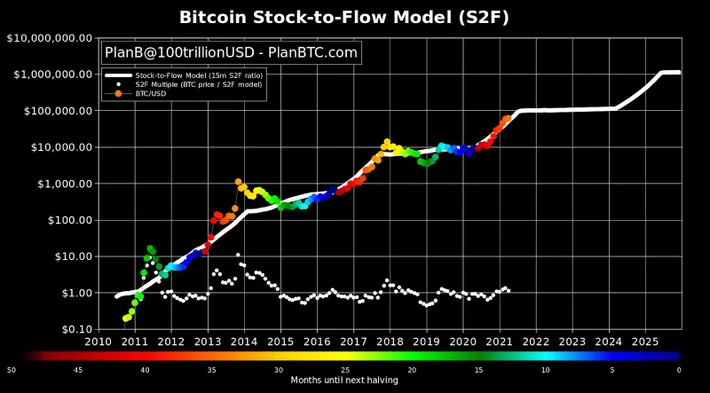 Bitcoin Stock-to-Flow Model (S2F)
$10,000,000.00
PlanB@100trillionUSD - PlanBTC.com
Stock-to-Flow Model (15m S2F ratio)
S2F Multiple (BTC price / S2F model)
BTC/USD
$1,000,000.00
$100,000.00
$10,000.00
$1,000.00
$100.00
$10.00
$1.00
$0.10
2010 2011 2012 2013 2014 2015 2016 2017 2018 2019 2020 2021 2022 2023 2024 2025
50 45 40 35 30 25 20 15 10 5 0
Months until next halving